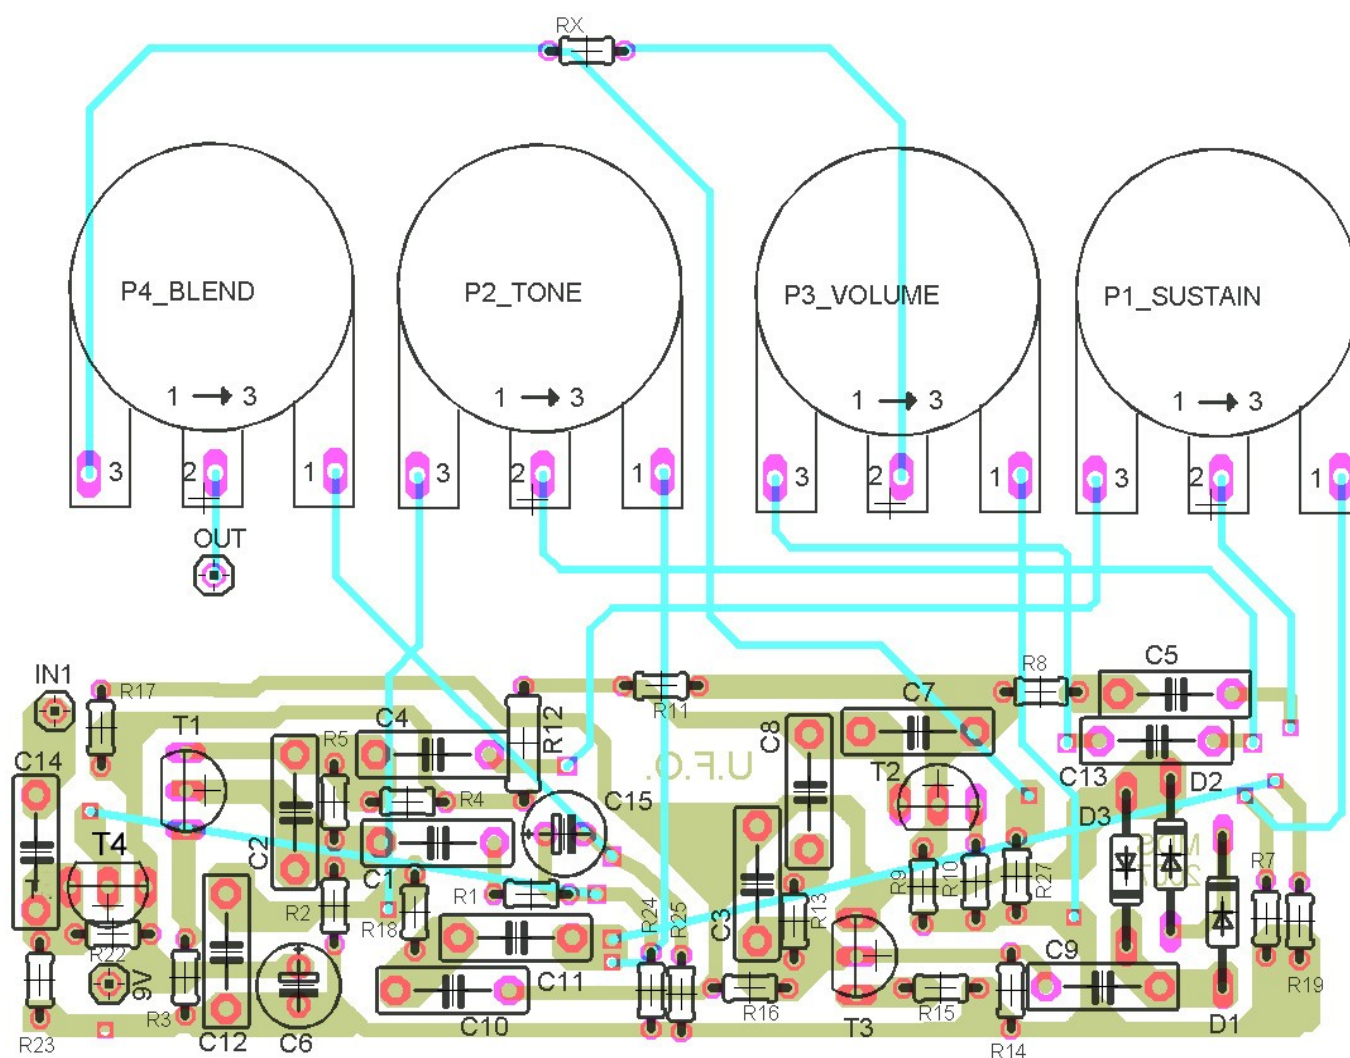 RX
P4_BLEND
P2_TONE
P3_VOLUME
P1_SUSTAIN
1 3
1 3
1 3
1 3
3 2 1
3 2 1
3 2 1
3 2 1
OUT
IN1
R17
T1
C14
T4
R22
9V
R23
R3
C12
C6
C2
R5
R2
C4
R4
C1
R18
R1
C11
C10
R12
C15
R11
U.F.O.
R24
R25
C3
C8
C7
R16
R13
T2
T3
R9
R10
R27
R15
R14
R8
C5
C13
D2
D3
C9
D1
R7
R19